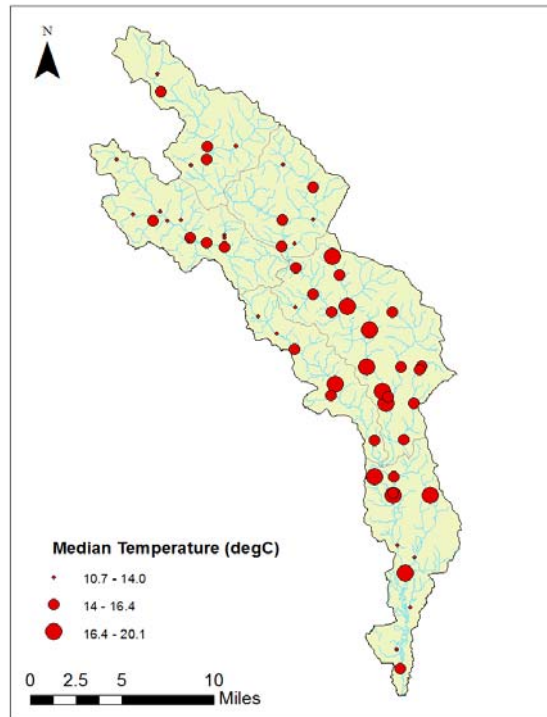 N
Median Temperature (degC)
10.7 - 14.0
14 - 16.4
16.4 - 20.1
0 2.5 5 10
Miles